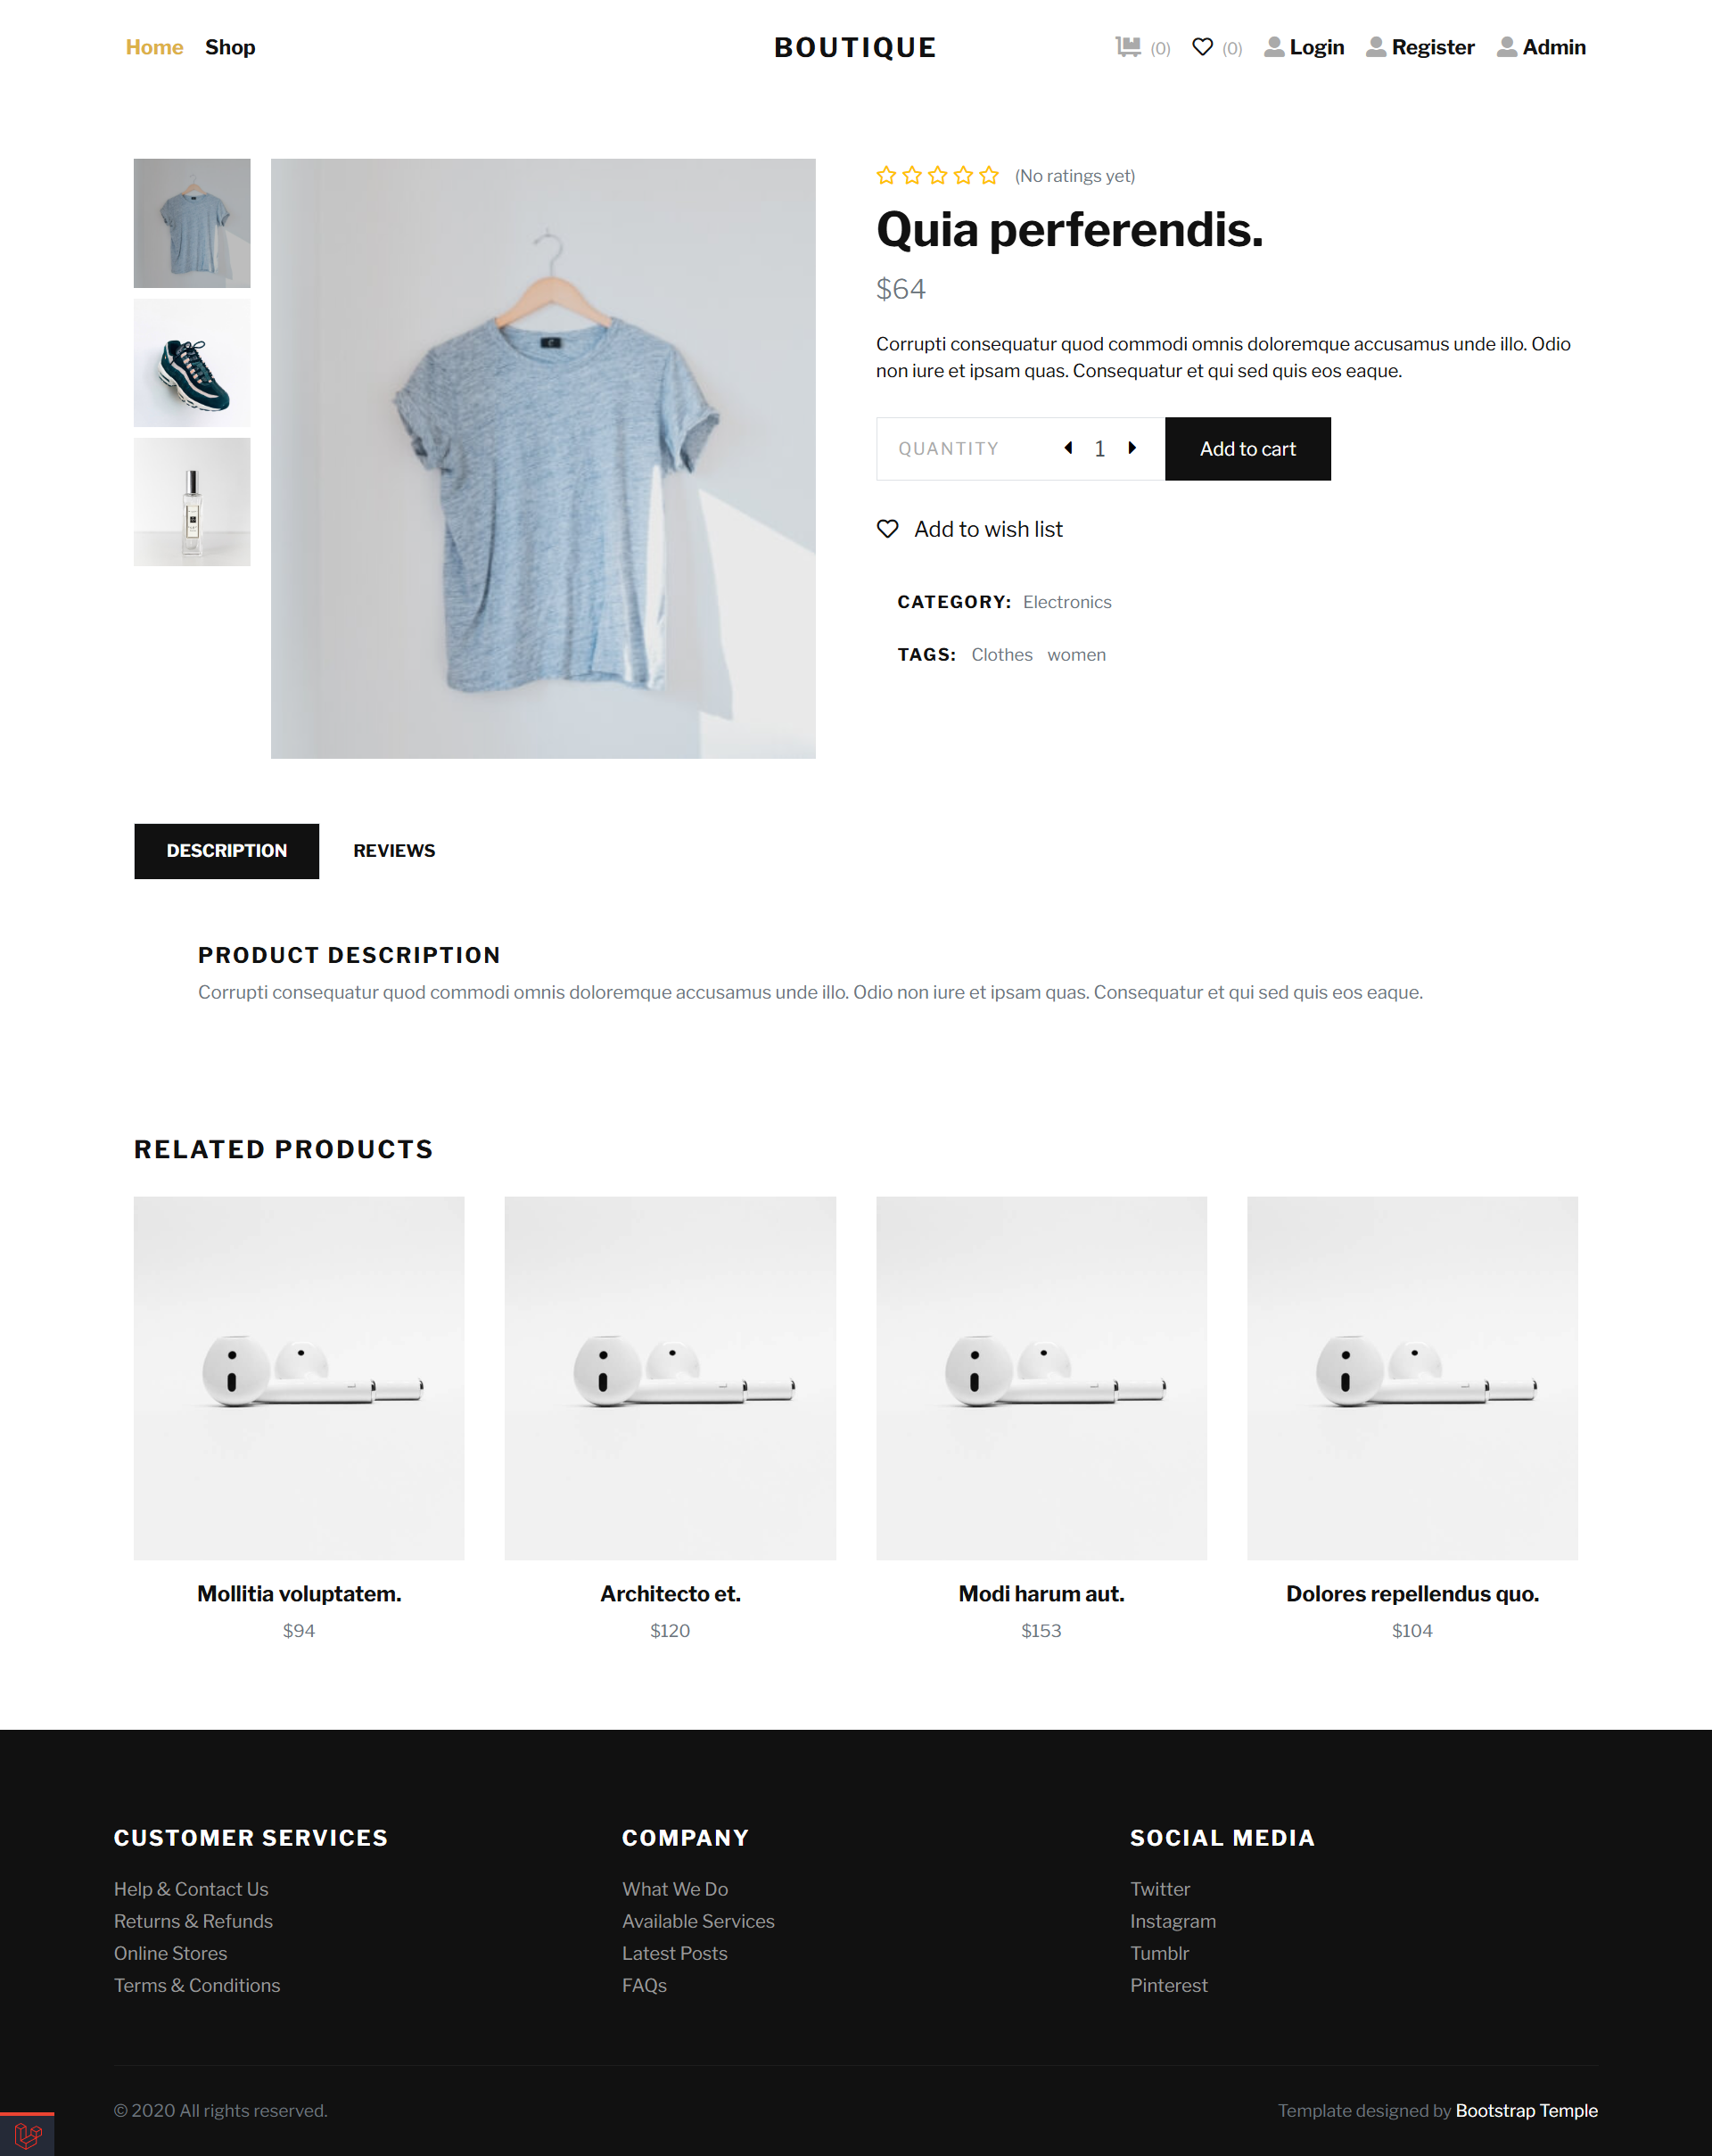 Home Shop BOUTIQUE (0) (0) Login Register Admin
(No ratings yet)
Quia perferendis.
$64
Corrupti consequatur quod commodi omnis doloremque accusamus unde illo. Odio
non iure et ipsam quas. Consequatur et qui sed quis eos eaque.
QUANTITY 1 Add to cart
Add to wish list
CATEGORY: Electronics
TAGS: Clothes women
DESCRIPTION REVIEWS
PRODUCT DESCRIPTION
Corrupti consequatur quod commodi omnis doloremque accusamus unde illo. Odio non iure et ipsam quas. Consequatur et qui sed quis eos eaque.
RELATED PRODUCTS
Mollitia voluptatem. Architecto et. Modi harum aut. Dolores repellendus quo.
$94 $120 $153 $104
CUSTOMER SERVICES COMPANY SOCIAL MEDIA
Help & Contact Us What We Do Twitter
Returns & Refunds Available Services Instagram
Online Stores Latest Posts Tumblr
Terms & Conditions FAQs Pinterest
© 2020 All rights reserved. Template designed by Bootstrap Temple